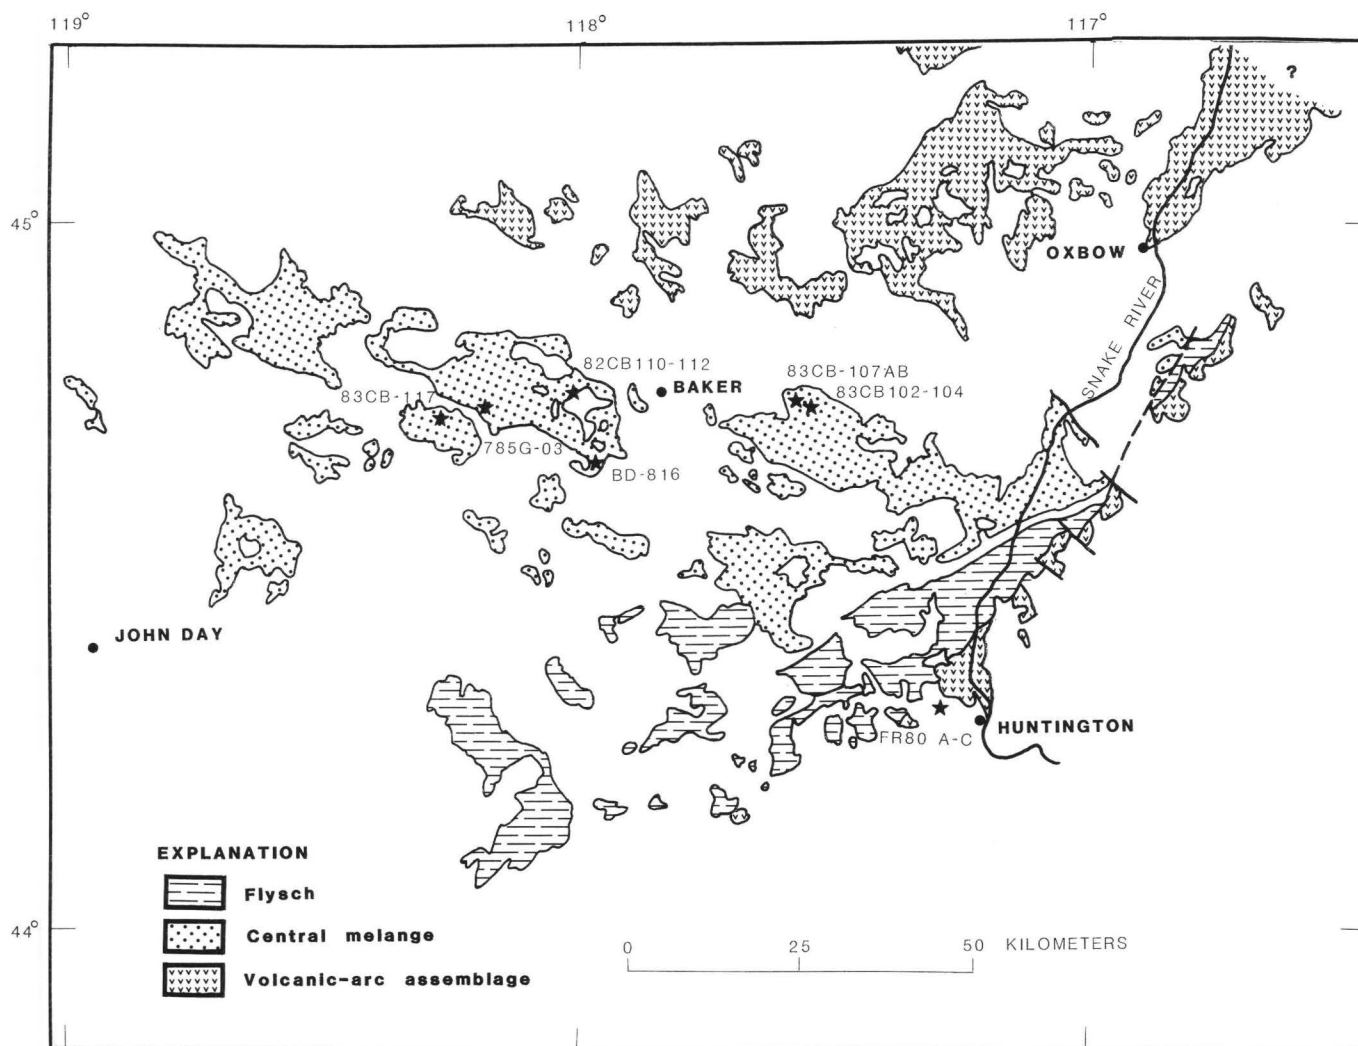 119°
118°
117°
?
45°
OXBOW
SNAKE RIVER
82CB110-112
BAKER
83CB-107AB
83CB102-104
83CB-117
785G-03
BD-816
JOHN DAY
HUNTINGTON
FR80 A-C
EXPLANATION
Flysch
Central melange
Volcanic-arc assemblage
44°
0 25 50 KILOMETERS